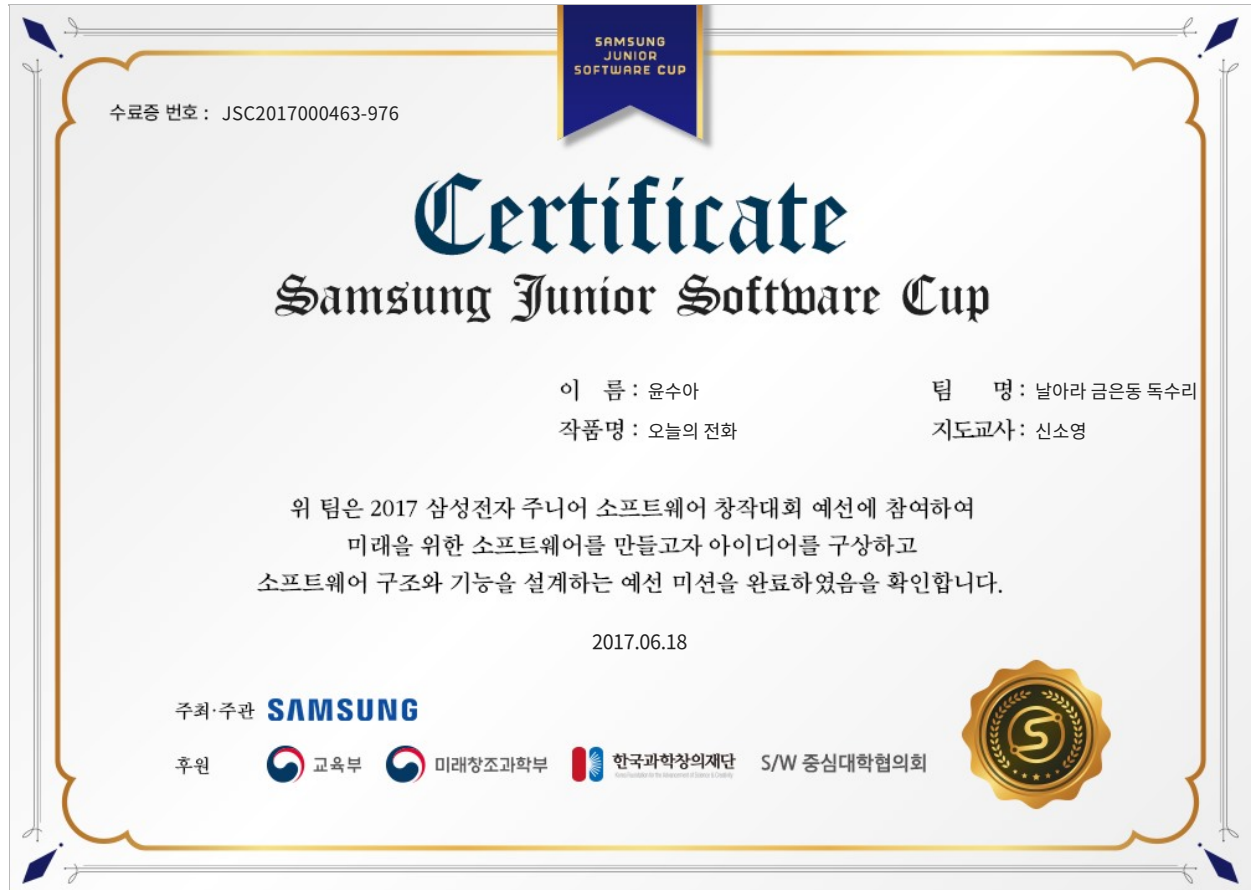 SAMSUNG
JUNIOR
SOFTWARE CUP
수료증 번호 : JSC2017000463-976
Certificate
Samsung Junior Software Cup
이 름 : 윤수아 팀 명 : 날아라 금은동 독수리
작품명 : 오늘의 전화 지도교사 : 신소영
위 팀은 2017 삼성전자 주니어 소프트웨어 창작대회 예선에 참여하여
미래을 위한 소프트웨어를 만들고자 아이디어를 구상하고
소프트웨어 구조와 기능을 설계하는 예선 미션을 완료하였음을 확인합니다.
2017.06.18
주최·주관 SAMSUNG
후원 교육부 미래창조과학부 한국과학창의재단 S/W 중심대학협의회
Korea Foundation for the Advancement of Science & Creativity
S